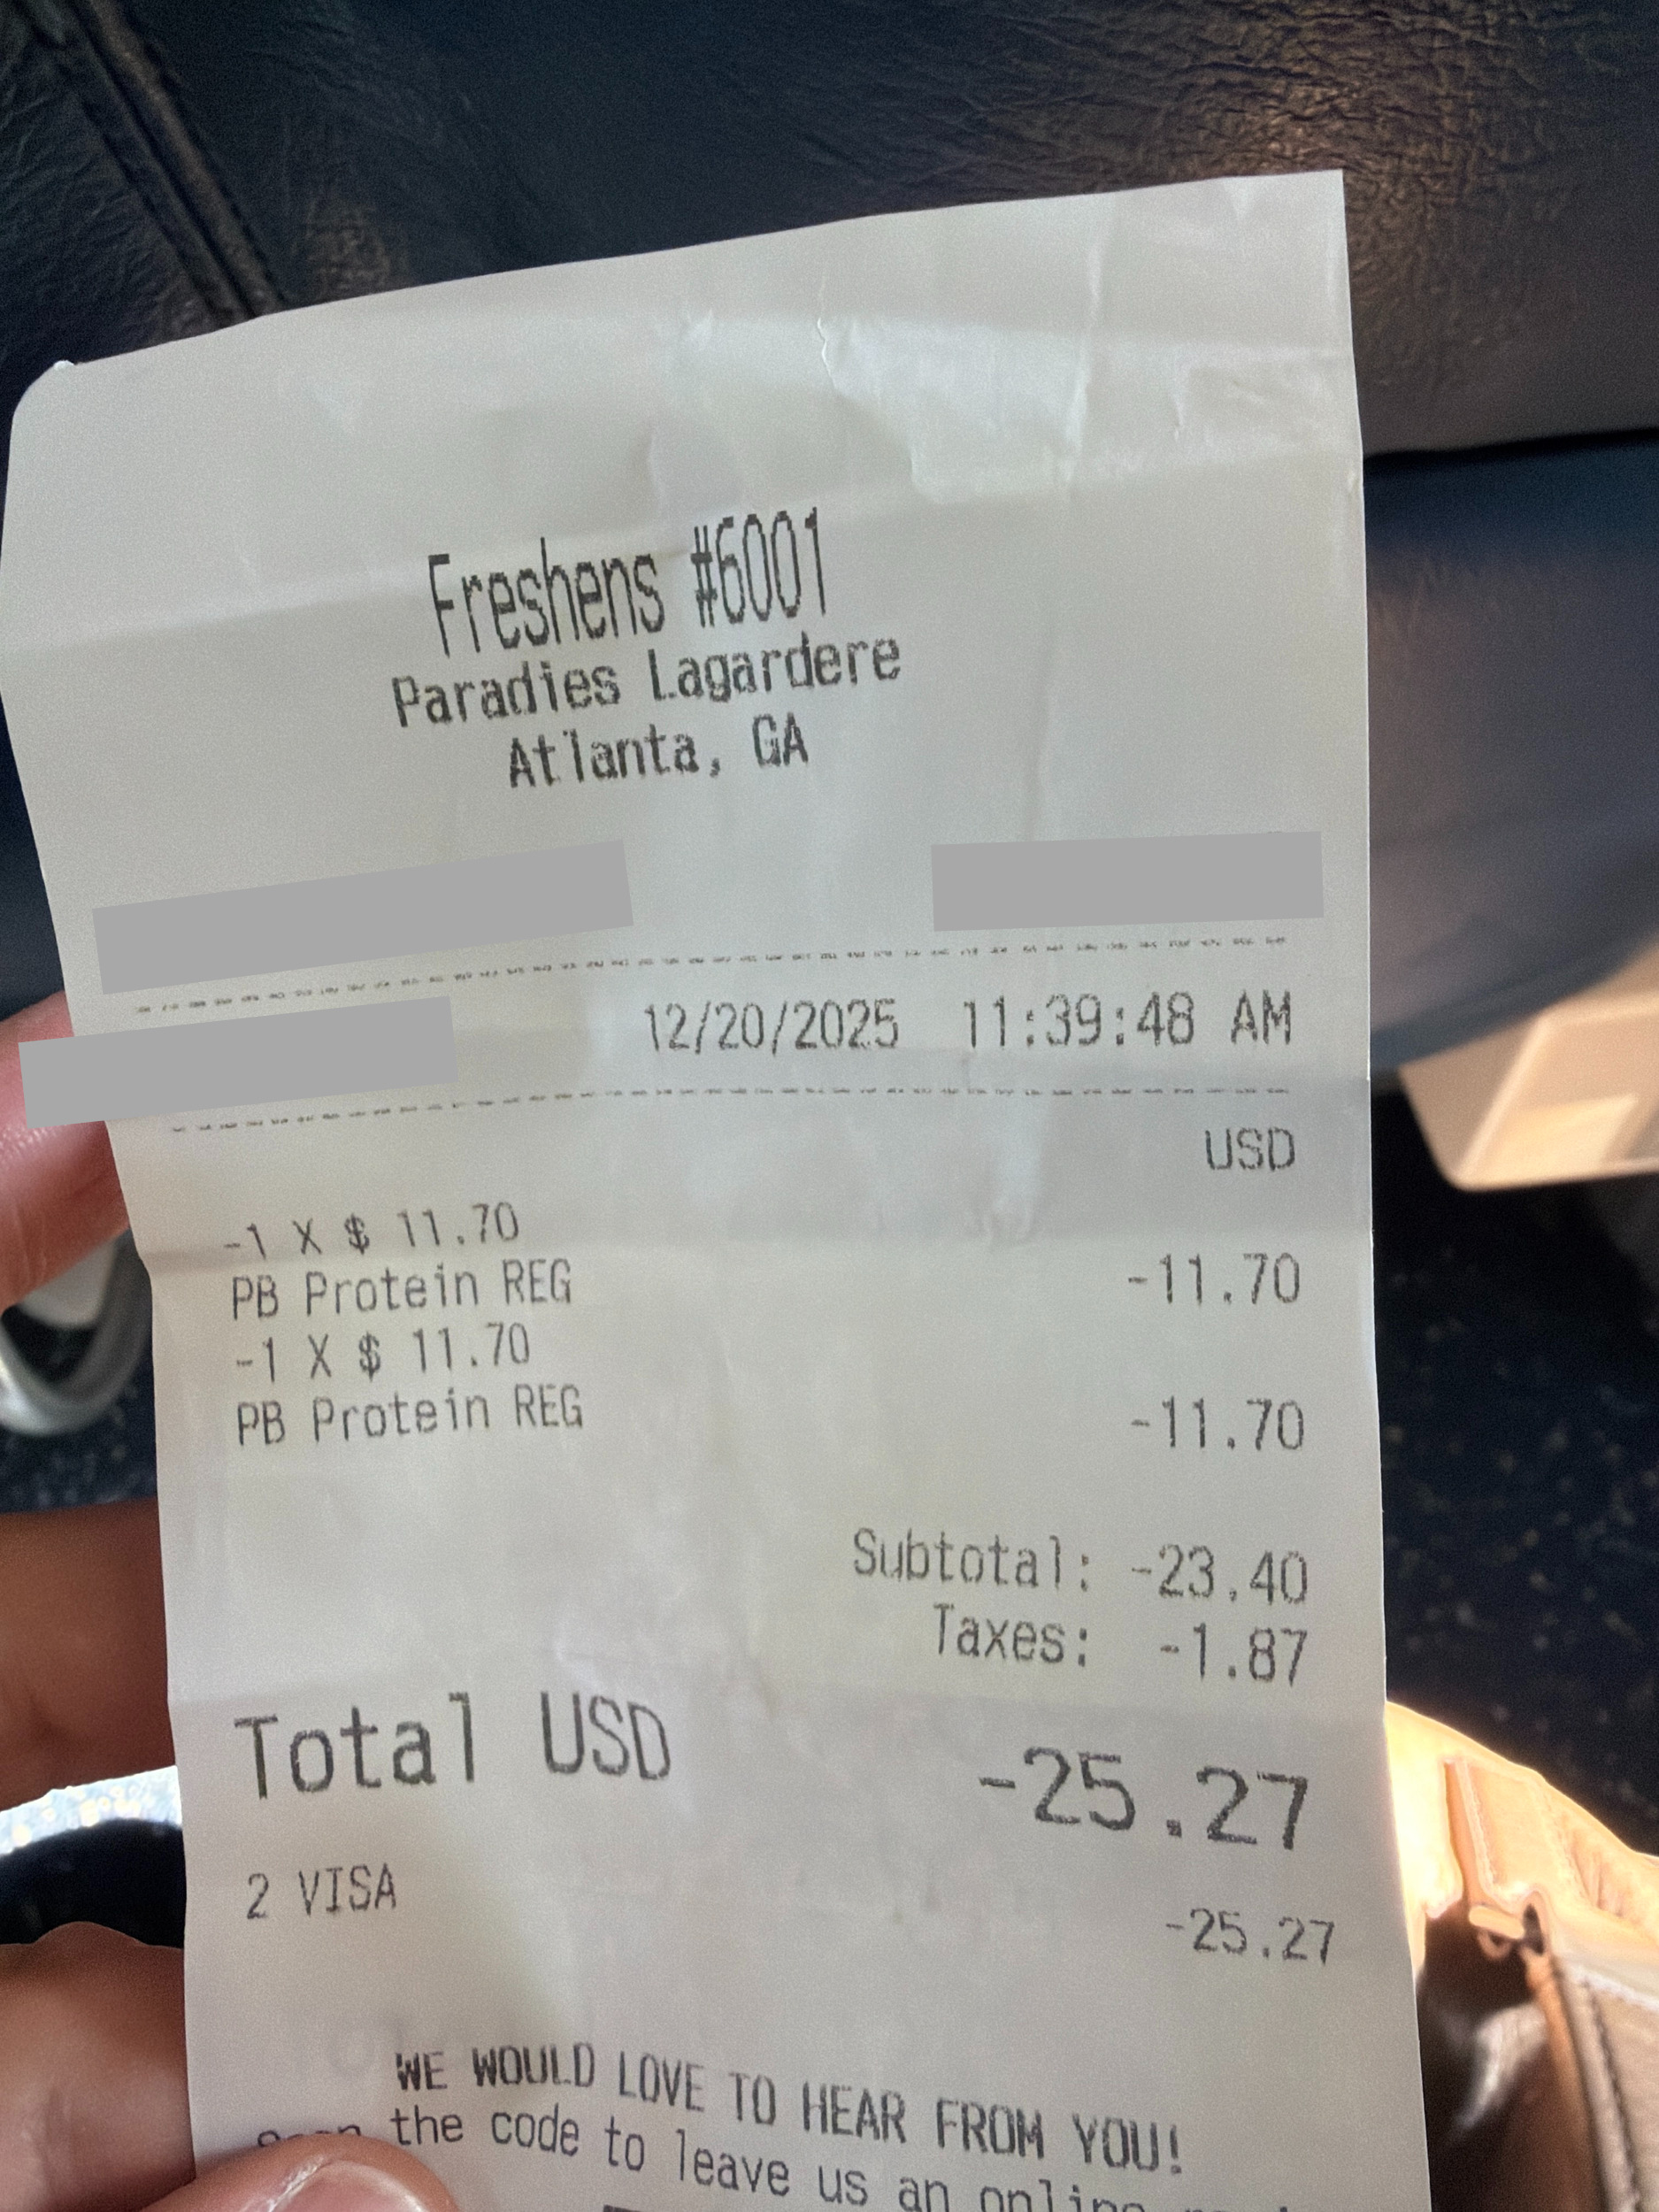 Freshens #6001
Paradies Lagardere
Atlanta, GA
12/20/2025 11:39:48 AM
USD
-1 X $ 11.70
PB Protein REG -11.70
-1 X $ 11.70
PB Protein REG -11.70
Subtotal: -23.40
Taxes: -1.87
Total USD -25.27
2 VISA -25.27
WE WOULD LOVE TO HEAR FROM YOU!
the code to leave us an online